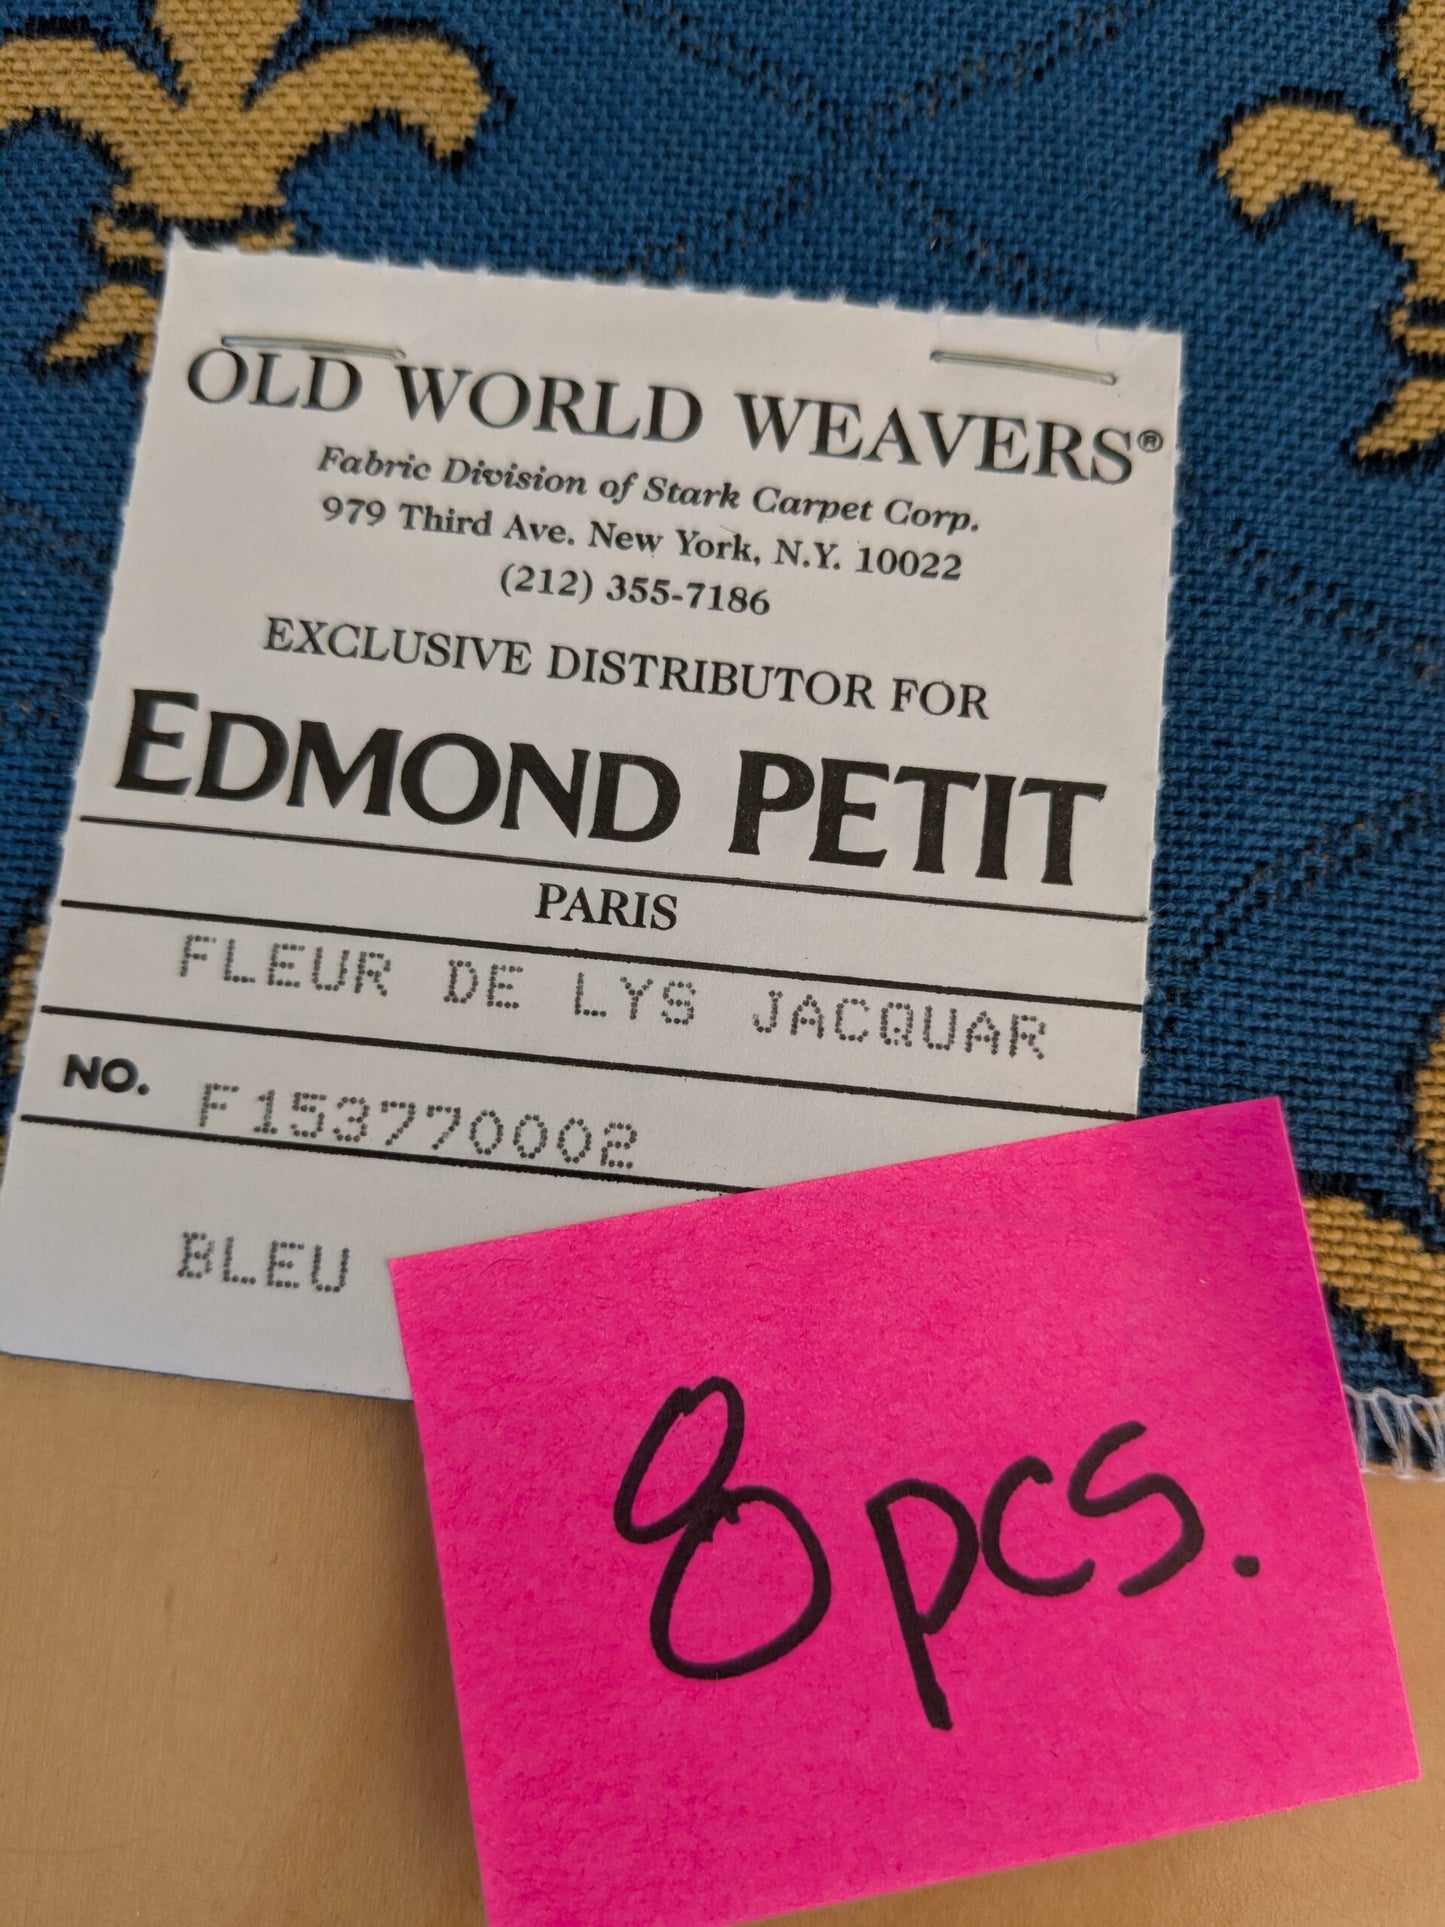 OLD WORLD WEAVERS®
Fabric Division of Stark Carpet Corp.
979 Third Ave. New York, N.Y. 10022
(212) 355-7186
EXCLUSIVE DISTRIBUTOR FOR
EDMOND PETIT
PARIS
FLEUR DE LYS JACQUAR
NO. F153770002
BLEU
8 pcs.